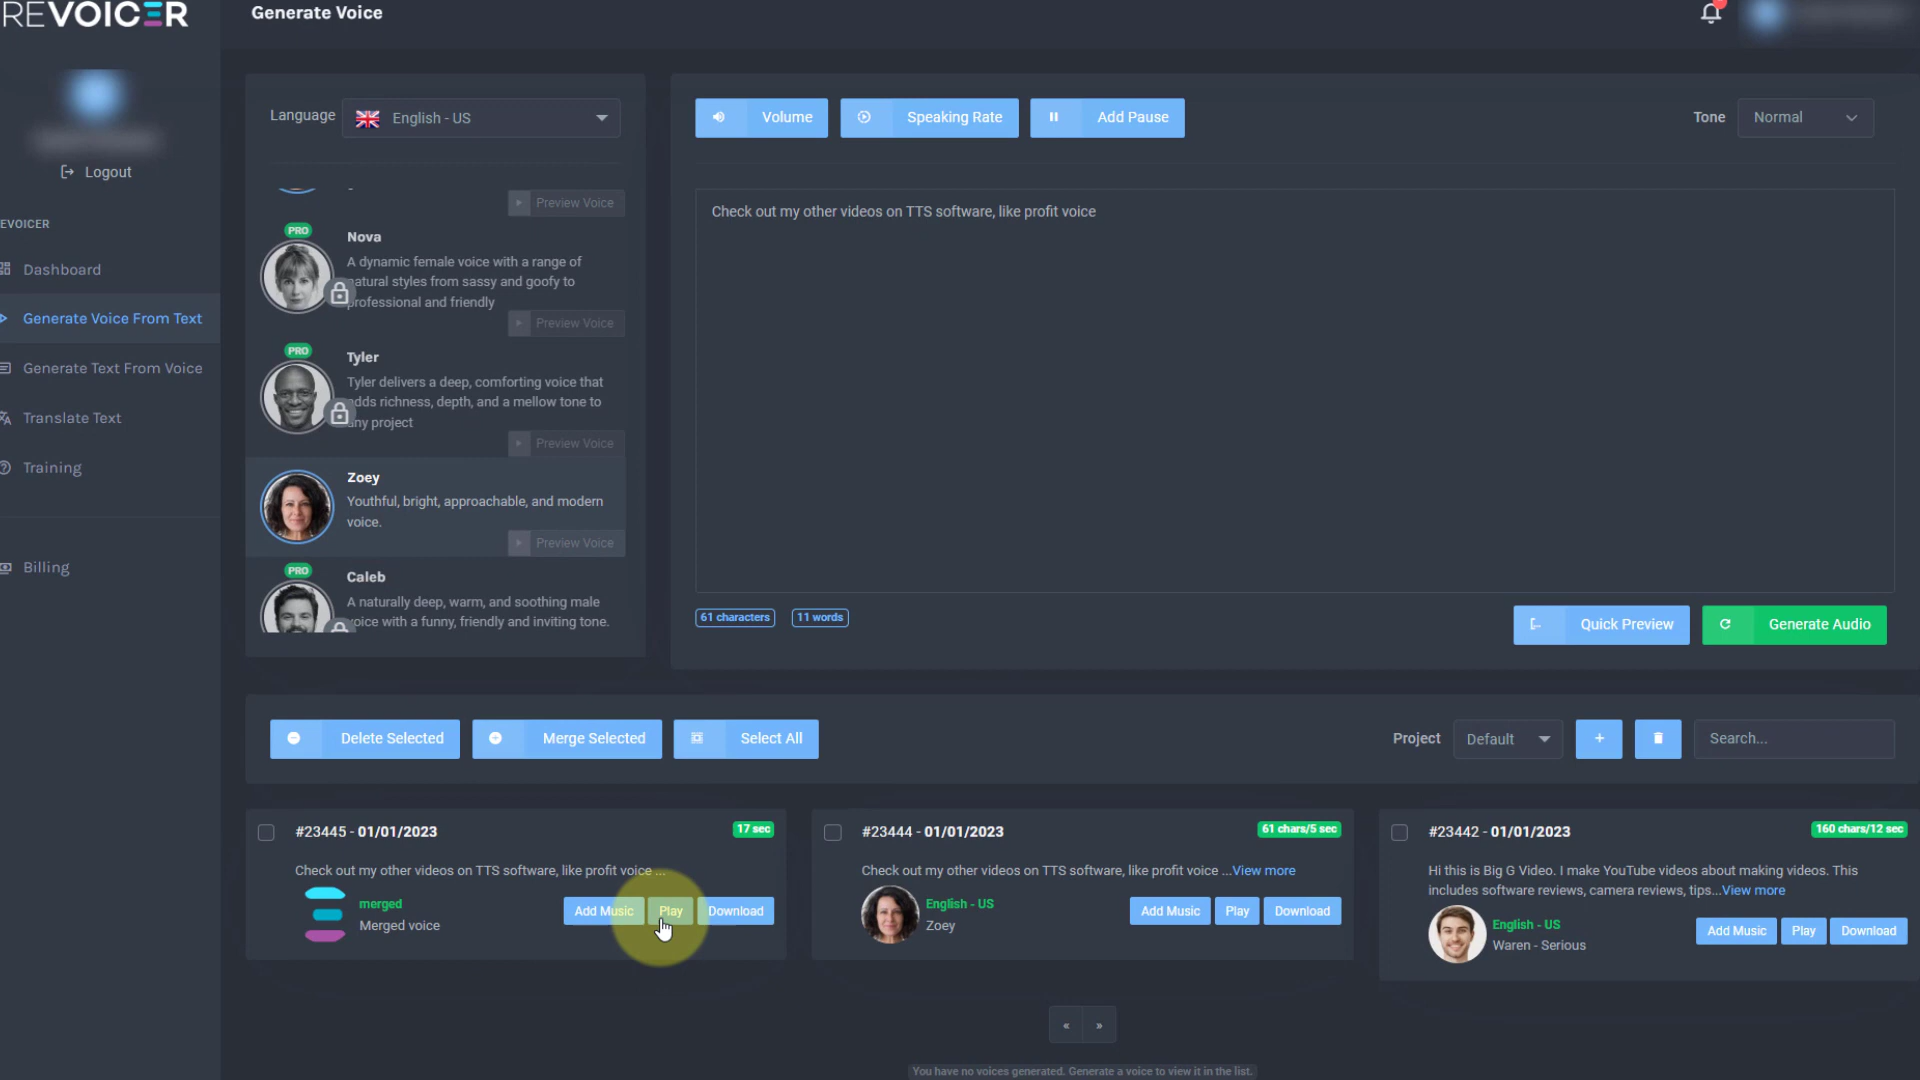 REVOICER
Generate Voice
Logout
EVOICER
Dashboard
Generate Voice From Text
Generate Text From Voice
Translate Text
Training
Billing
Language
English - US
Preview Voice
PRO
Nova
A dynamic female voice with a range of
natural styles from sassy and goofy to
professional and friendly
Preview Voice
PRO
Tyler
Tyler delivers a deep, comforting voice that
adds richness, depth, and a mellow tone to
any project
Preview Voice
Zoey
Youthful, bright, approachable, and modern
voice.
Preview Voice
PRO
Caleb
A naturally deep, warm, and soothing male
voice with a funny, friendly and inviting tone.
Volume
Speaking Rate
Add Pause
Tone
Normal
Check out my other videos on TTS software, like profit voice
61 characters
11 words
Quick Preview
Generate Audio
Delete Selected
Merge Selected
Select All
Project
Default
+
Search...
#23445 - 01/01/2023
17 sec
Check out my other videos on TTS software, like profit voice ...
merged
Merged voice
Add Music
Play
Download
#23444 - 01/01/2023
61 chars/5 sec
Check out my other videos on TTS software, like profit voice ...View more
English - US
Zoey
Add Music
Play
Download
#23442 - 01/01/2023
160 chars/12 sec
Hi this is Big G Video. I make YouTube videos about making videos. This
includes software reviews, camera reviews, tips...View more
English - US
Waren - Serious
Add Music
Play
Download
«
»
You have no voices generated. Generate a voice to view it in the list.